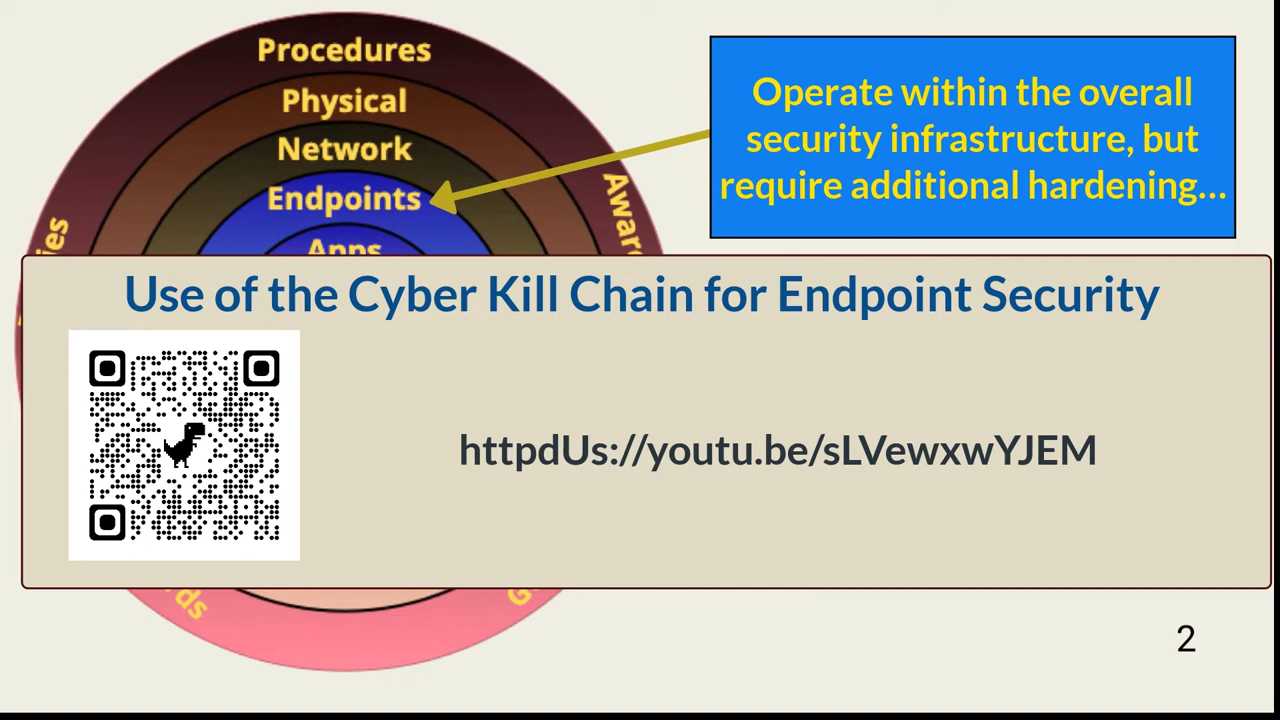 Procedures
Physical
Network
Endpoints
Apps
Operate within the overall
security infrastructure, but
require additional hardening...
Use of the Cyber Kill Chain for Endpoint Security
httpdUs://youtu.be/sLVewxwYJEM
2